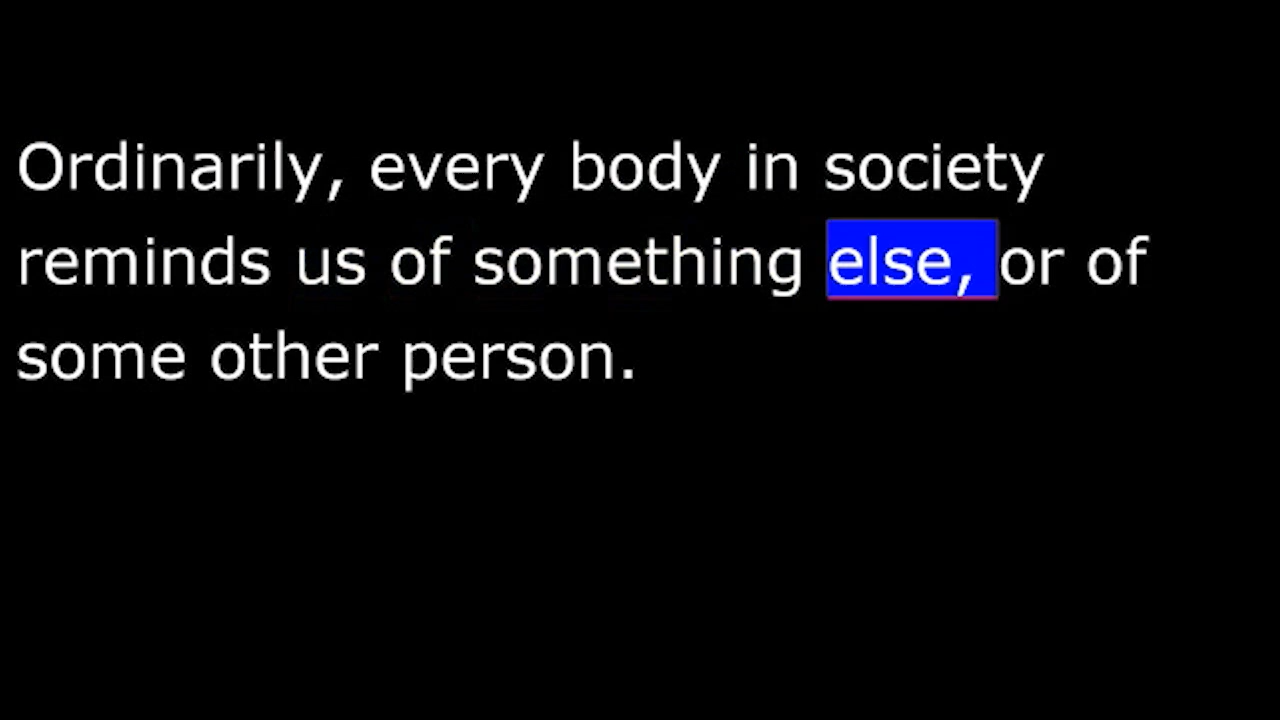 Ordinarily, every body in society
reminds us of something else, or of
some other person.